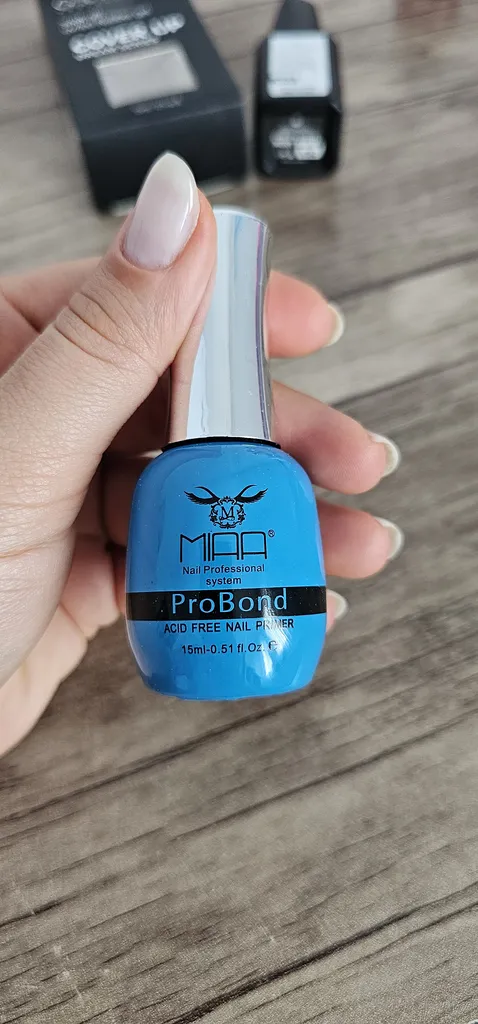 COVER UP
M
MIAA®
Nail Professional
system
ProBond
ACID FREE NAIL PRIMER
15ml-0.51 fl.Oz. ℮